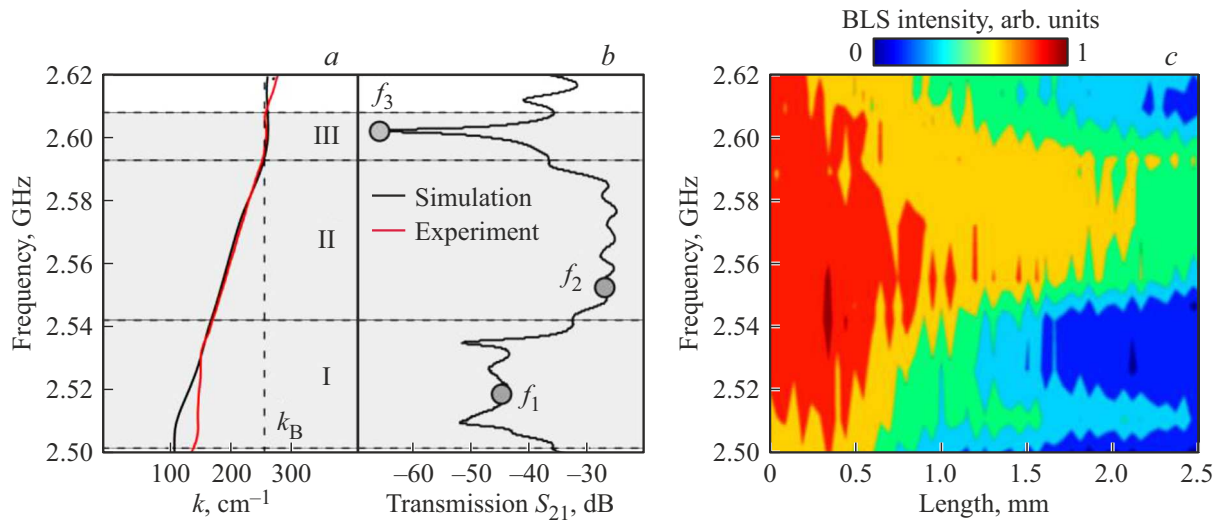 BLS intensity, arb. units
0 1
a b c
2.62
2.60
2.58
2.56
2.54
2.52
2.50
Frequency, GHz
III
II
I
k_B
100 200 300
k, cm⁻¹
f₃
Simulation
Experiment
f₂
f₁
−60 −50 −40 −30
Transmission S₂₁, dB
2.62
2.60
2.58
2.56
2.54
2.52
2.50
Frequency, GHz
0 0.5 1.0 1.5 2.0 2.5
Length, mm